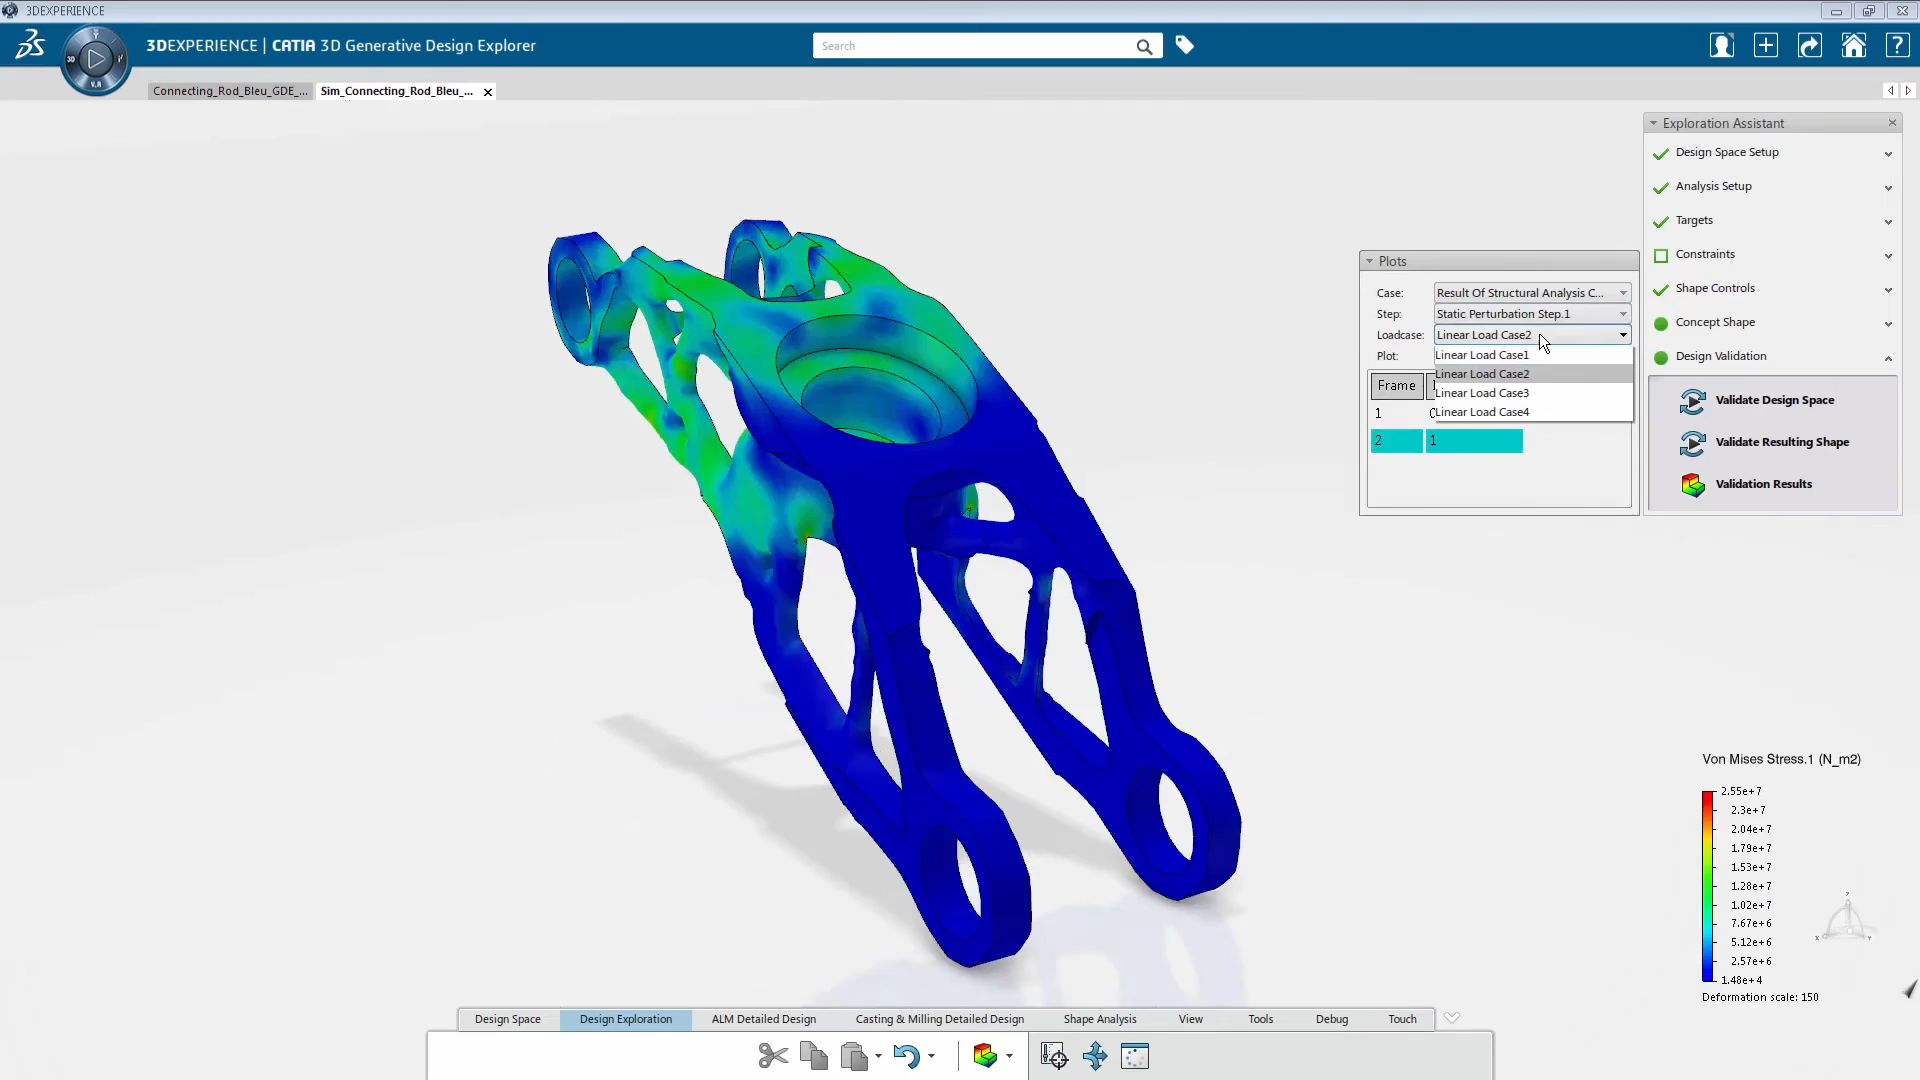 3DEXPERIENCE
3DEXPERIENCE | CATIA 3D Generative Design Explorer
Search
3D
V.R
Connecting_Rod_Bleu_GDE_...
Sim_Connecting_Rod_Bleu_...
Exploration Assistant
Design Space Setup
Analysis Setup
Targets
Constraints
Shape Controls
Concept Shape
Design Validation
Validate Design Space
Validate Resulting Shape
Validation Results
Plots
Case: Result Of Structural Analysis C...
Step: Static Perturbation Step.1
Loadcase: Linear Load Case2
Plot:
Linear Load Case1
Linear Load Case2
Linear Load Case3
Linear Load Case4
Frame
1
2 1
Von Mises Stress.1 (N_m2)
2.55e+7
2.3e+7
2.04e+7
1.79e+7
1.53e+7
1.28e+7
1.02e+7
7.67e+6
5.12e+6
2.57e+6
1.48e+4
Deformation scale: 150
Design Space Design Exploration ALM Detailed Design Casting & Milling Detailed Design Shape Analysis View Tools Debug Touch